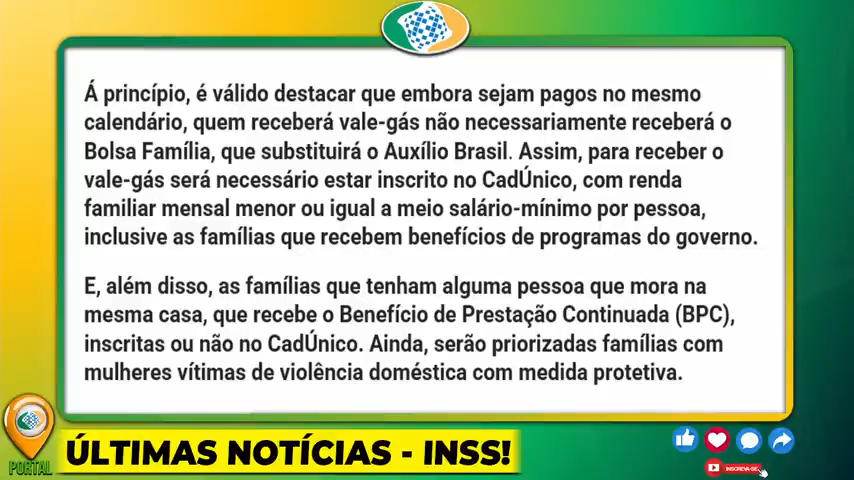 Á princípio, é válido destacar que embora sejam pagos no mesmo
calendário, quem receberá vale-gás não necessariamente receberá o
Bolsa Família, que substituirá o Auxílio Brasil. Assim, para receber o
vale-gás será necessário estar inscrito no CadÚnico, com renda
familiar mensal menor ou igual a meio salário-mínimo por pessoa,
inclusive as famílias que recebem benefícios de programas do governo.
E, além disso, as famílias que tenham alguma pessoa que mora na
mesma casa, que recebe o Benefício de Prestação Continuada (BPC),
inscritas ou não no CadÚnico. Ainda, serão priorizadas famílias com
mulheres vítimas de violência doméstica com medida protetiva.
PORTAL
ÚLTIMAS NOTÍCIAS - INSS!
INSCREVA-SE